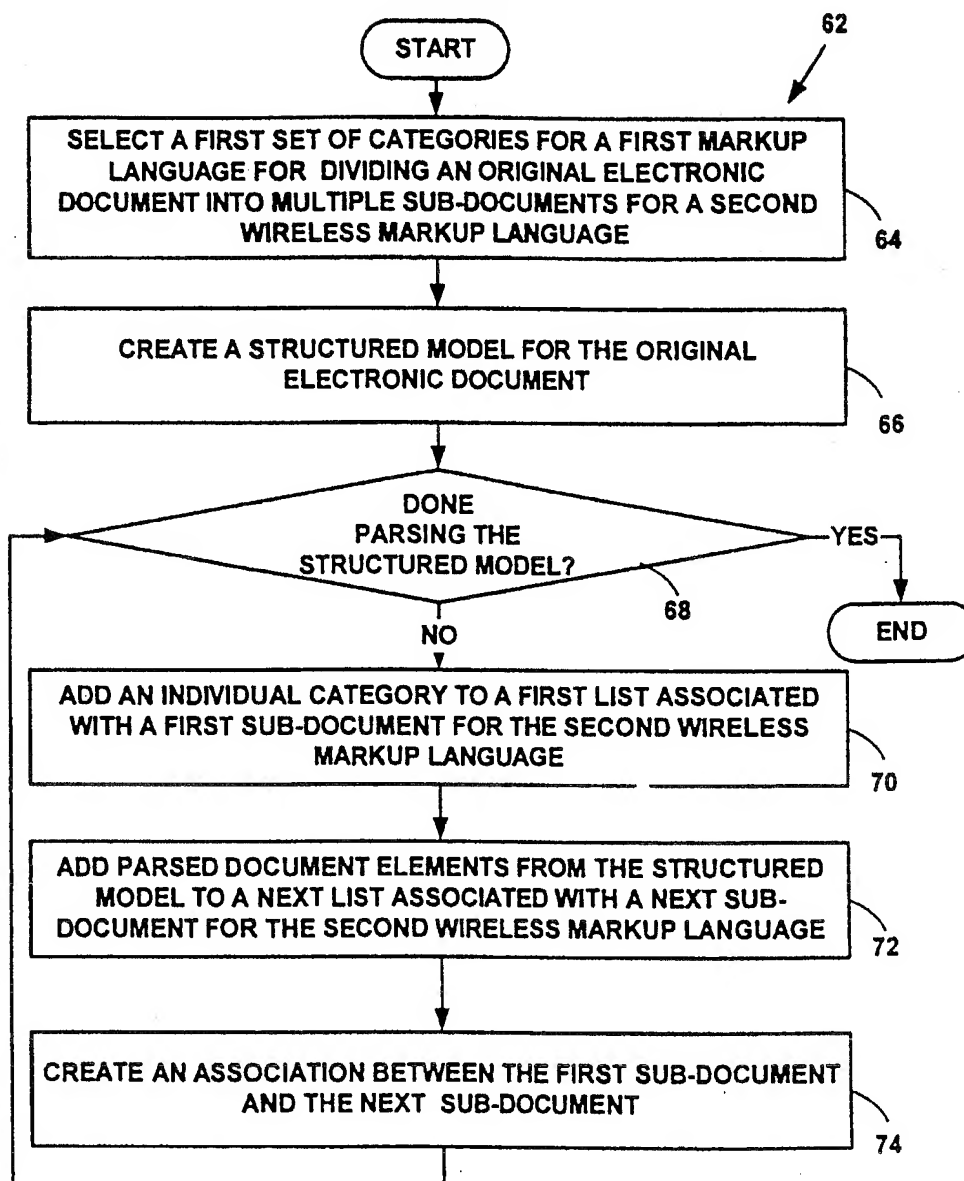 START
62
SELECT A FIRST SET OF CATEGORIES FOR A FIRST MARKUP
LANGUAGE FOR DIVIDING AN ORIGINAL ELECTRONIC
DOCUMENT INTO MULTIPLE SUB-DOCUMENTS FOR A SECOND
WIRELESS MARKUP LANGUAGE
64
CREATE A STRUCTURED MODEL FOR THE ORIGINAL
ELECTRONIC DOCUMENT
66
DONE
PARSING THE
STRUCTURED MODEL?
YES
68
END
NO
ADD AN INDIVIDUAL CATEGORY TO A FIRST LIST ASSOCIATED
WITH A FIRST SUB-DOCUMENT FOR THE SECOND WIRELESS
MARKUP LANGUAGE
70
ADD PARSED DOCUMENT ELEMENTS FROM THE STRUCTURED
MODEL TO A NEXT LIST ASSOCIATED WITH A NEXT SUB-
DOCUMENT FOR THE SECOND WIRELESS MARKUP LANGUAGE
72
CREATE AN ASSOCIATION BETWEEN THE FIRST SUB-DOCUMENT
AND THE NEXT SUB-DOCUMENT
74